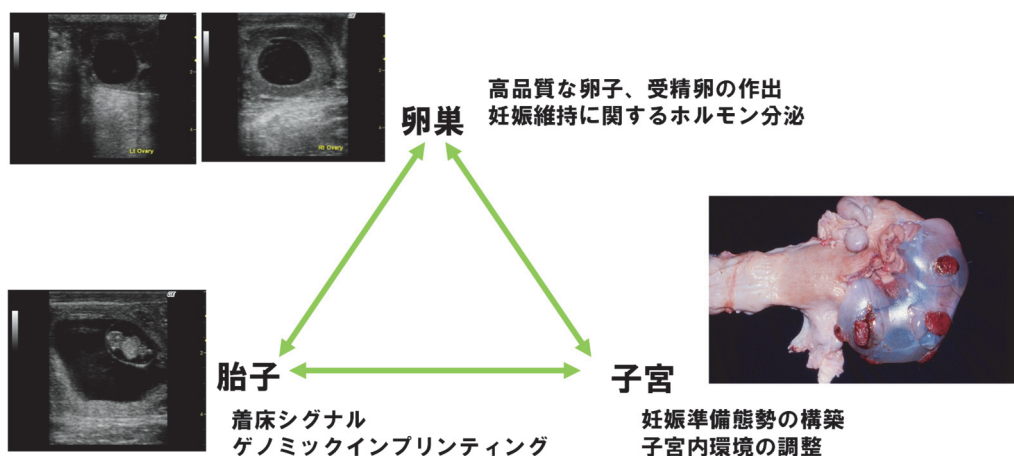 Lt Ovary
Rt Ovary
卵巣
高品質な卵子、受精卵の作出
妊娠維持に関するホルモン分泌
胎子
着床シグナル
ゲノミックインプリンティング
子宮
妊娠準備態勢の構築
子宮内環境の調整